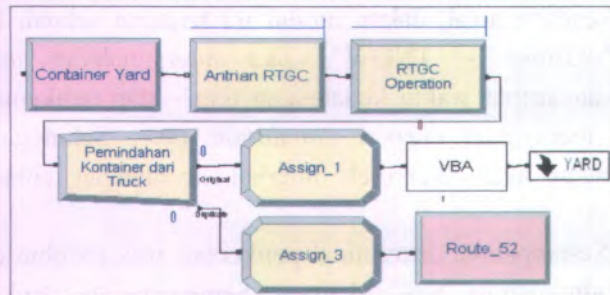 Container Yard
Antrian RTGC
RTGC
Operation
0
Pemindahan
Kontainer dari
Truck
0
Original
0
Duplicate
Assign_1
VBA
YARD
Assign_3
Route_52